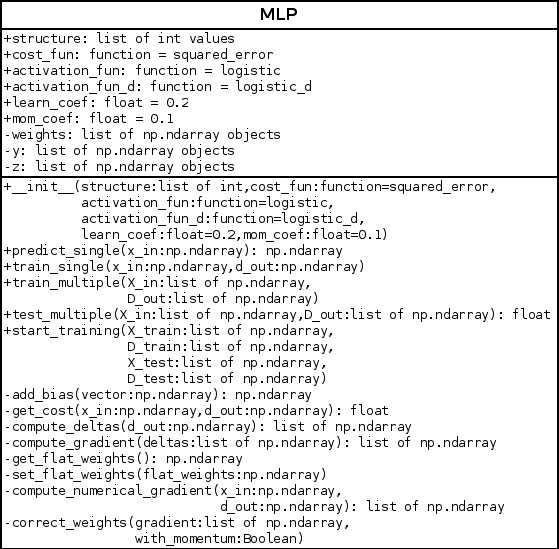 MLP
+structure: list of int values
+cost_fun: function = squared_error
+activation_fun: function = logistic
+activation_fun_d: function = logistic_d
+learn_coef: float = 0.2
+mom_coef: float = 0.1
-weights: list of np.ndarray objects
-y: list of np.ndarray objects
-z: list of np.ndarray objects
+__init__(structure:list of int,cost_fun:function=squared_error,
activation_fun:function=logistic,
activation_fun_d:function=logistic_d,
learn_coef:float=0.2,mom_coef:float=0.1)
+predict_single(x_in:np.ndarray): np.ndarray
+train_single(x_in:np.ndarray,d_out:np.ndarray)
+train_multiple(X_in:list of np.ndarray,
D_out:list of np.ndarray)
+test_multiple(X_in:list of np.ndarray,D_out:list of np.ndarray): float
+start_training(X_train:list of np.ndarray,
D_train:list of np.ndarray,
X_test:list of np.ndarray,
D_test:list of np.ndarray)
-add_bias(vector:np.ndarray): np.ndarray
-get_cost(x_in:np.ndarray,d_out:np.ndarray): float
-compute_deltas(d_out:np.ndarray): list of np.ndarray
-compute_gradient(deltas:list of np.ndarray): list of np.ndarray
-get_flat_weights(): np.ndarray
-set_flat_weights(flat_weights:np.ndarray)
-compute_numerical_gradient(x_in:np.ndarray,
d_out:np.ndarray): list of np.ndarray
-correct_weights(gradient:list of np.ndarray,
with_momentum:Boolean)